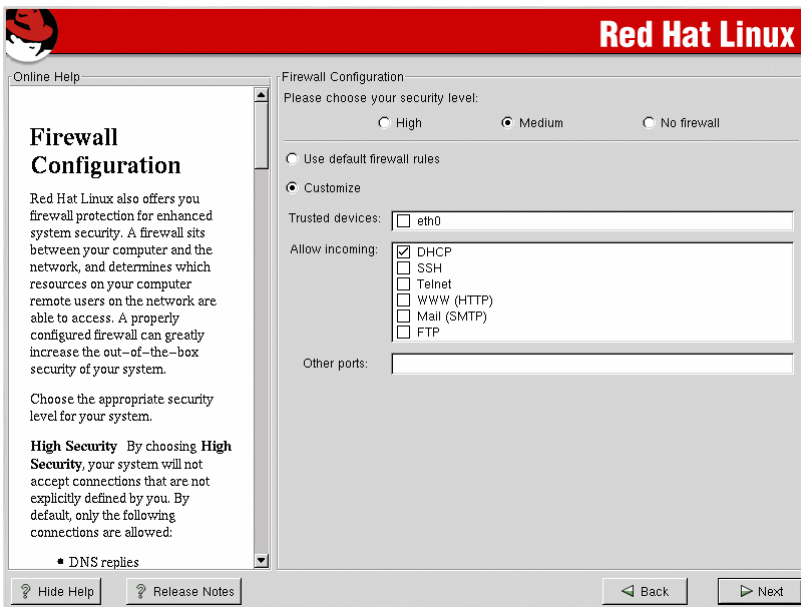 Red Hat Linux
Online Help
Firewall
Configuration
Red Hat Linux also offers you
firewall protection for enhanced
system security. A firewall sits
between your computer and the
network, and determines which
resources on your computer
remote users on the network are
able to access. A properly
configured firewall can greatly
increase the out-of-the-box
security of your system.
Choose the appropriate security
level for your system.
High Security By choosing High
Security, your system will not
accept connections that are not
explicitly defined by you. By
default, only the following
connections are allowed:
• DNS replies
Firewall Configuration
Please choose your security level:
High Medium No firewall
Use default firewall rules
Customize
Trusted devices: eth0
Allow incoming: DHCP
SSH
Telnet
WWW (HTTP)
Mail (SMTP)
FTP
Other ports:
? Hide Help ? Release Notes Back Next